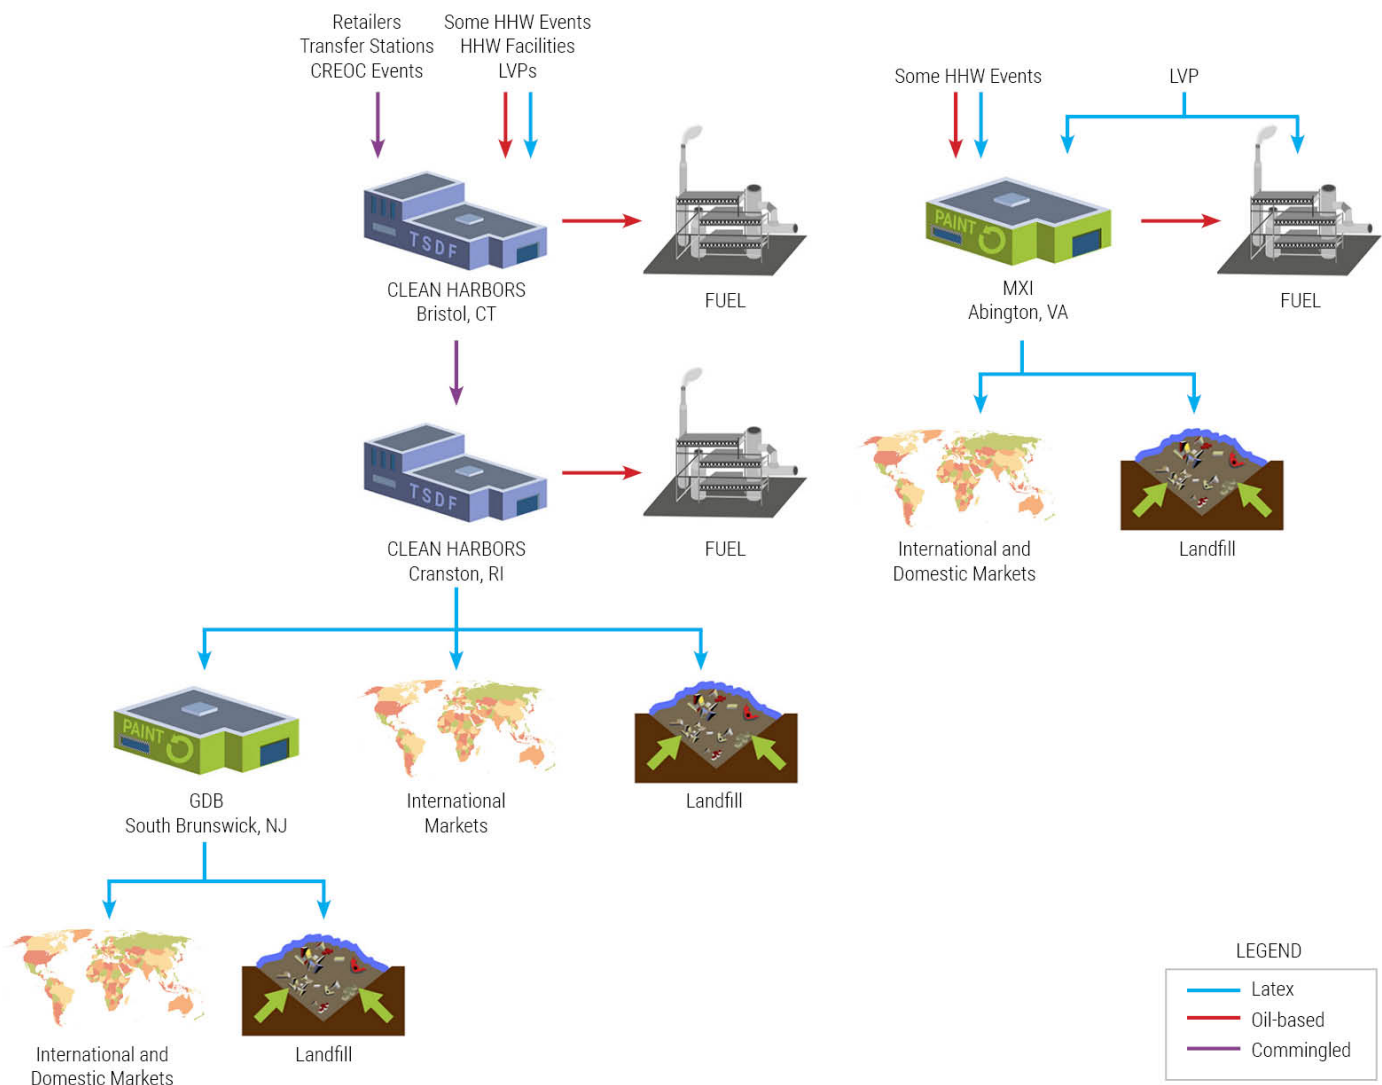 Retailers
Transfer Stations
CREOC Events
Some HHW Events
HHW Facilities
LVPs
Some HHW Events
LVP
TSDF
CLEAN HARBORS
Bristol, CT
FUEL
PAINT
MXI
Abington, VA
FUEL
TSDF
CLEAN HARBORS
Cranston, RI
FUEL
International and
Domestic Markets
Landfill
PAINT
GDB
South Brunswick, NJ
International
Markets
Landfill
International and
Domestic Markets
Landfill
LEGEND
Latex
Oil-based
Commingled